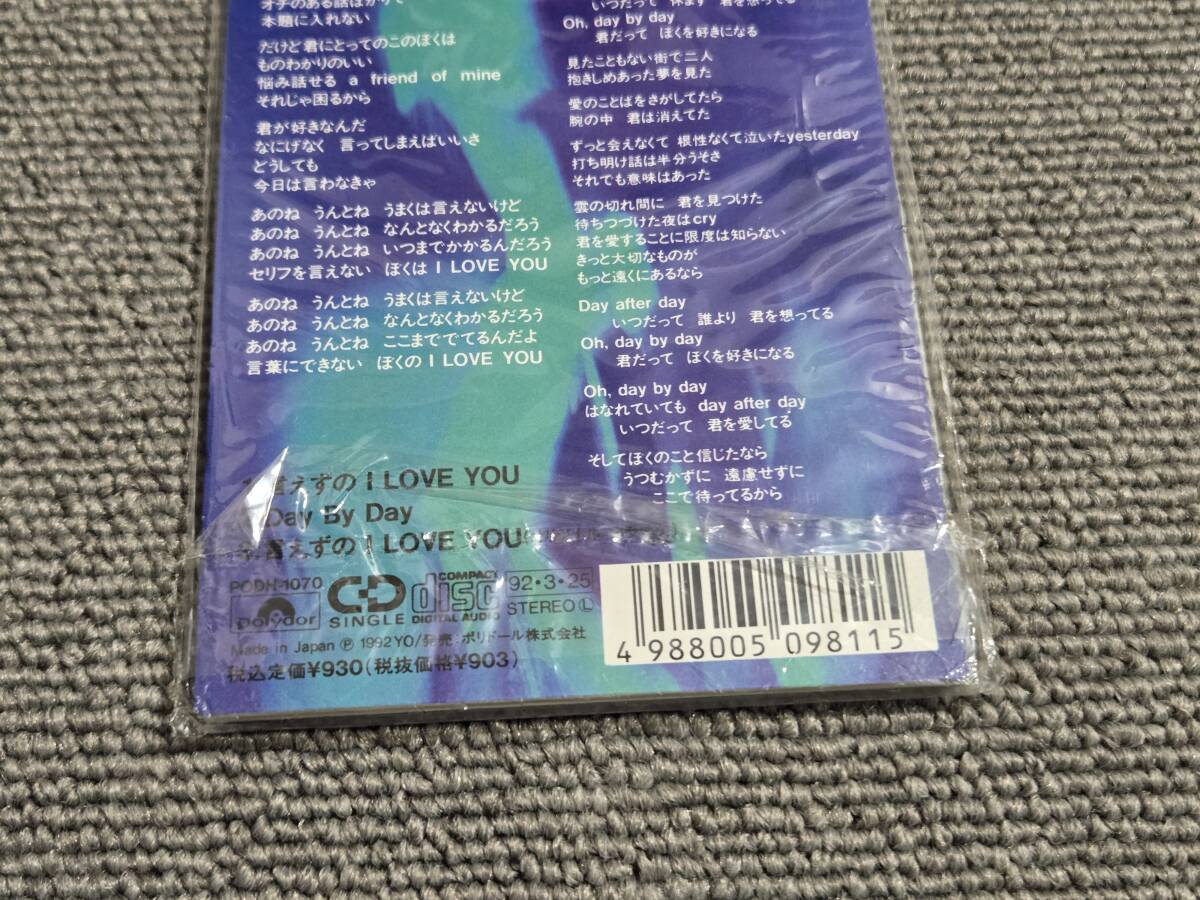 オチのある話ばかりで
本題に入れない
だけど君にとってのこのぼくは
ものわかりのいい
悩み話せる a friend of mine
それじゃ困るから
君が好きなんだ
なにげなく 言ってしまえばいいさ
どうしても
今日は言わなきゃ
あのね うんとね うまくは言えないけど
あのね うんとね なんとなくわかるだろう
あのね うんとね いつまでかかるんだろう
セリフを言えない ぼくは I LOVE YOU
あのね うんとね うまくは言えないけど
あのね うんとね なんとなくわかるだろう
あのね うんとね ここまででてるんだよ
言葉にできない ぼくの I LOVE YOU
いつだって 休まず 君を想ってる
Oh, day by day
君だって ぼくを好きになる
見たこともない街で二人
抱きしめあった夢を見た
愛のことばをさがしてたら
腕の中 君は消えてた
ずっと会えなくて 根性なくて泣いたyesterday
打ち明け話は半分うそさ
それでも意味はあった
雲の切れ間に 君を見つけた
待ちつづけた夜はcry
君を愛することに限度は知らない
きっと大切なものが
もっと遠くにあるなら
Day after day
いつだって 誰より 君を想ってる
Oh, day by day
君だって ぼくを好きになる
Oh, day by day
はなれていても day after day
いつだって 君を愛してる
そしてぼくのこと信じたなら
うつむかずに 遠慮せずに
ここで待ってるから
言えずの I LOVE YOU
Day By Day
言えずの I LOVE YOU
PODH-1070
polydor
CD SINGLE
COMPACT disc DIGITAL AUDIO
92・3・25
STEREO Ⓛ
Made in Japan Ⓟ 1992 YO/発売:ポリドール株式会社
税込定価¥930(税抜価格¥903)
4 988005 098115